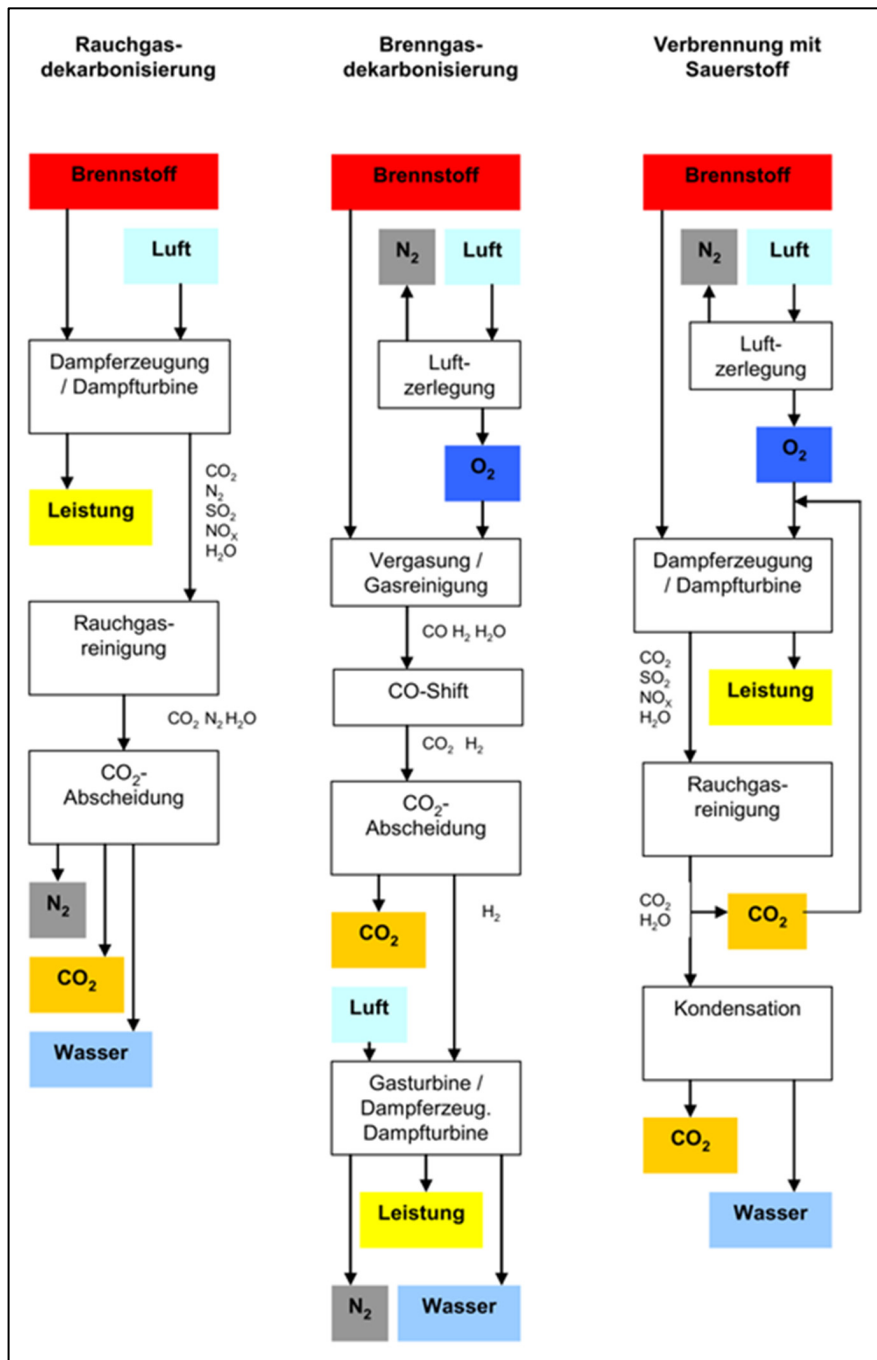 Rauchgas-
dekarbonisierung
Brennstoff
Luft
Dampferzeugung
/ Dampfturbine
CO₂
N₂
SO₂
NOₓ
H₂O
Leistung
Rauchgas-
reinigung
CO₂ N₂ H₂O
CO₂-
Abscheidung
N₂
CO₂
Wasser
Brenngas-
dekarbonisierung
Brennstoff
N₂
Luft
Luft-
zerlegung
O₂
Vergasung /
Gasreinigung
CO H₂ H₂O
CO-Shift
CO₂ H₂
CO₂-
Abscheidung
CO₂
H₂
Luft
Gasturbine /
Dampferzeug.
Dampfturbine
Leistung
N₂
Wasser
Verbrennung mit
Sauerstoff
Brennstoff
N₂
Luft
Luft-
zerlegung
O₂
Dampferzeugung
/ Dampfturbine
CO₂
SO₂
NOₓ
H₂O
Leistung
Rauchgas-
reinigung
CO₂
H₂O
CO₂
Kondensation
CO₂
Wasser